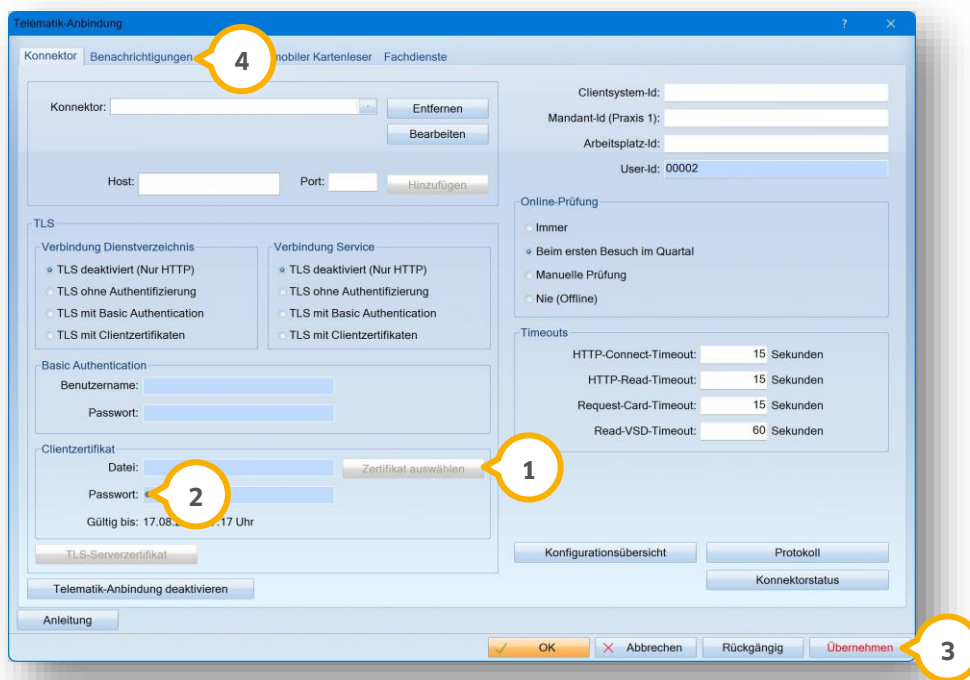 Telematik-Anbindung ? ×
Konnektor Benachrichtigungen 4 mobiler Kartenleser Fachdienste
Konnektor:
Entfernen
Bearbeiten
Host: Port: Hinzufügen
Clientsystem-Id:
Mandant-Id (Praxis 1):
Arbeitsplatz-Id:
User-Id: 00002
TLS
Verbindung Dienstverzeichnis
TLS deaktiviert (Nur HTTP)
TLS ohne Authentifizierung
TLS mit Basic Authentication
TLS mit Clientzertifikaten
Verbindung Service
TLS deaktiviert (Nur HTTP)
TLS ohne Authentifizierung
TLS mit Basic Authentication
TLS mit Clientzertifikaten
Online-Prüfung
Immer
Beim ersten Besuch im Quartal
Manuelle Prüfung
Nie (Offline)
Basic Authentication
Benutzername:
Passwort:
Timeouts
HTTP-Connect-Timeout: 15 Sekunden
HTTP-Read-Timeout: 15 Sekunden
Request-Card-Timeout: 15 Sekunden
Read-VSD-Timeout: 60 Sekunden
Clientzertifikat
Datei: Zertifikat auswählen 1
Passwort: 2
Gültig bis: 17.08. :17 Uhr
TLS-Serverzertifikat
Telematik-Anbindung deaktivieren
Konfigurationsübersicht Protokoll
Konnektorstatus
Anleitung
OK Abbrechen Rückgängig Übernehmen 3